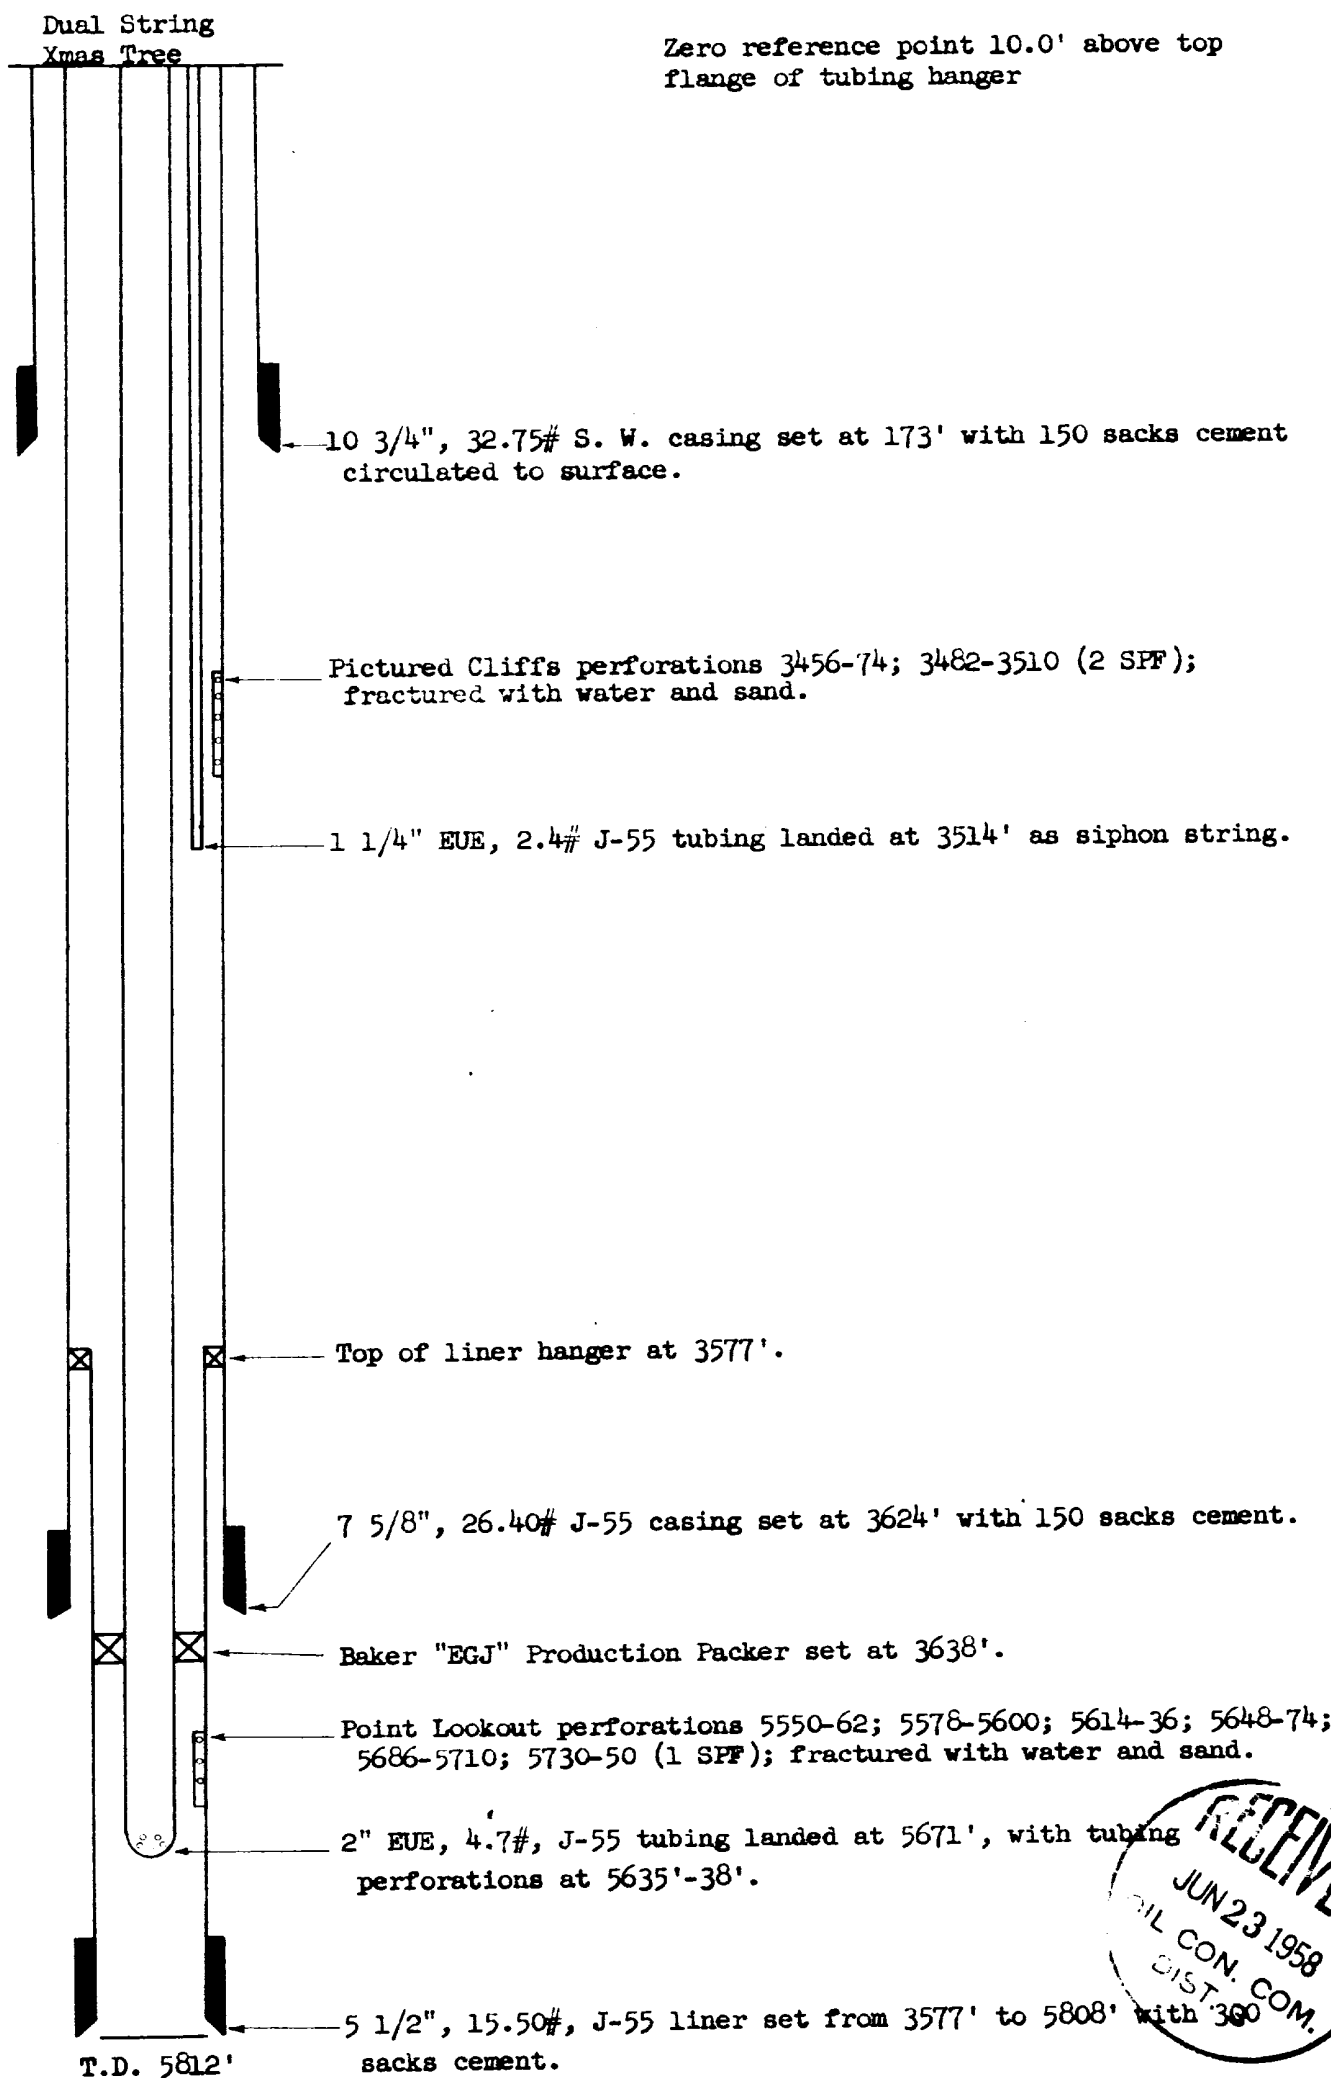 Dual String
Xmas Tree
Zero reference point 10.0' above top
flange of tubing hanger
10 3/4", 32.75# S. W. casing set at 173' with 150 sacks cement
circulated to surface.
Pictured Cliffs perforations 3456-74; 3482-3510 (2 SPF);
fractured with water and sand.
1 1/4" EUE, 2.4# J-55 tubing landed at 3514' as siphon string.
Top of liner hanger at 3577'.
7 5/8", 26.40# J-55 casing set at 3624' with 150 sacks cement.
Baker "EGJ" Production Packer set at 3638'.
Point Lookout perforations 5550-62; 5578-5600; 5614-36; 5648-74;
5686-5710; 5730-50 (1 SPF); fractured with water and sand.
2" EUE, 4.7#, J-55 tubing landed at 5671', with tubing
perforations at 5635'-38'.
5 1/2", 15.50#, J-55 liner set from 3577' to 5808' with 300
sacks cement.
T.D. 5812'
JUN 23 1958
OIL CON. COM.
DIST.